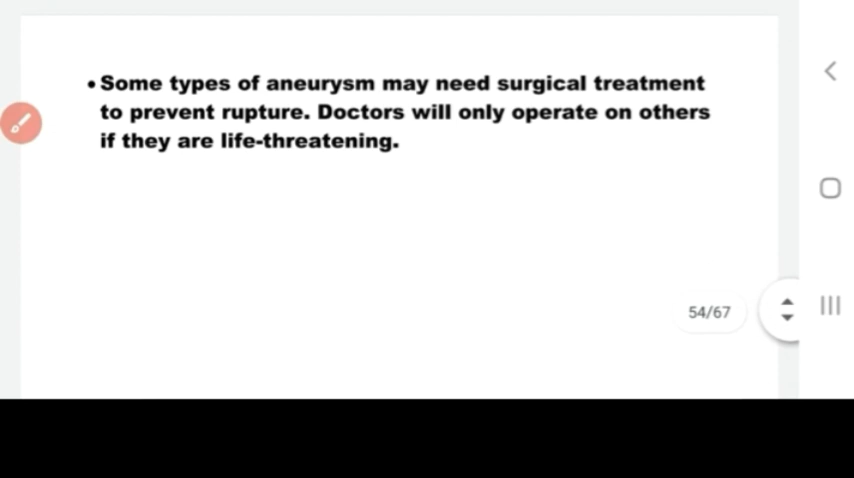 • Some types of aneurysm may need surgical treatment
to prevent rupture. Doctors will only operate on others
if they are life-threatening.
54/67